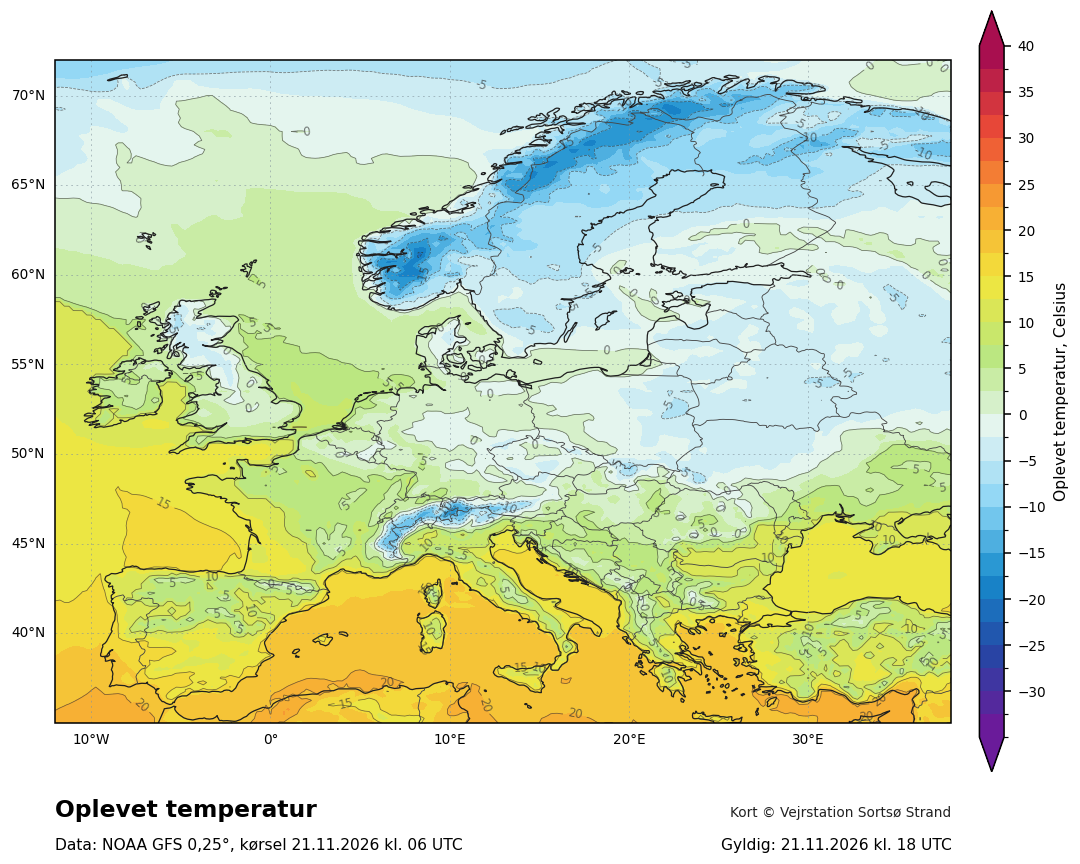 40
35
30
25
20
15
10
5
0
−5
−10
−15
−20
−25
−30
Oplevet temperatur, Celsius
70°N
65°N
60°N
55°N
50°N
45°N
40°N
10°W
0°
10°E
20°E
30°E
Oplevet temperatur
Kort © Vejrstation Sortsø Strand
Data: NOAA GFS 0,25°, kørsel 21.11.2026 kl. 06 UTC
Gyldig: 21.11.2026 kl. 18 UTC